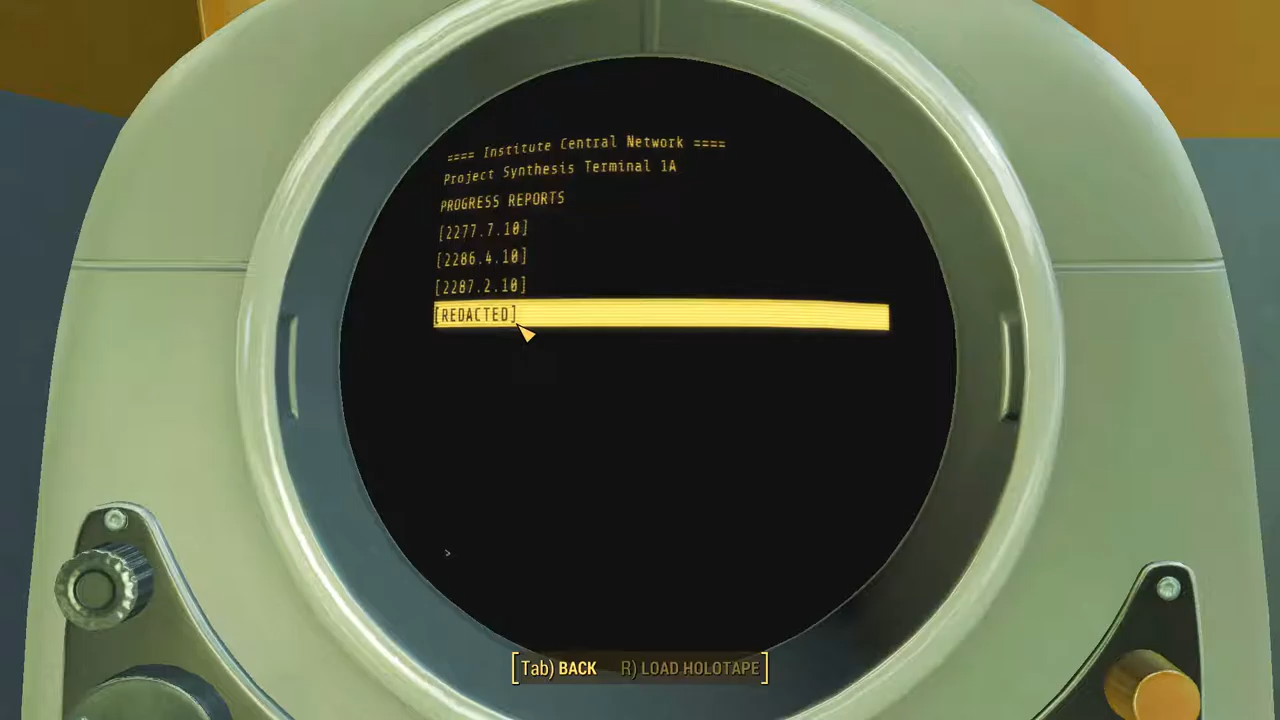 ==== Institute Central Network ====
Project Synthesis Terminal 1A
PROGRESS REPORTS
[2277.7.10]
[2286.4.10]
[2287.2.10]
[REDACTED]
>
[Tab) BACK R) LOAD HOLOTAPE]